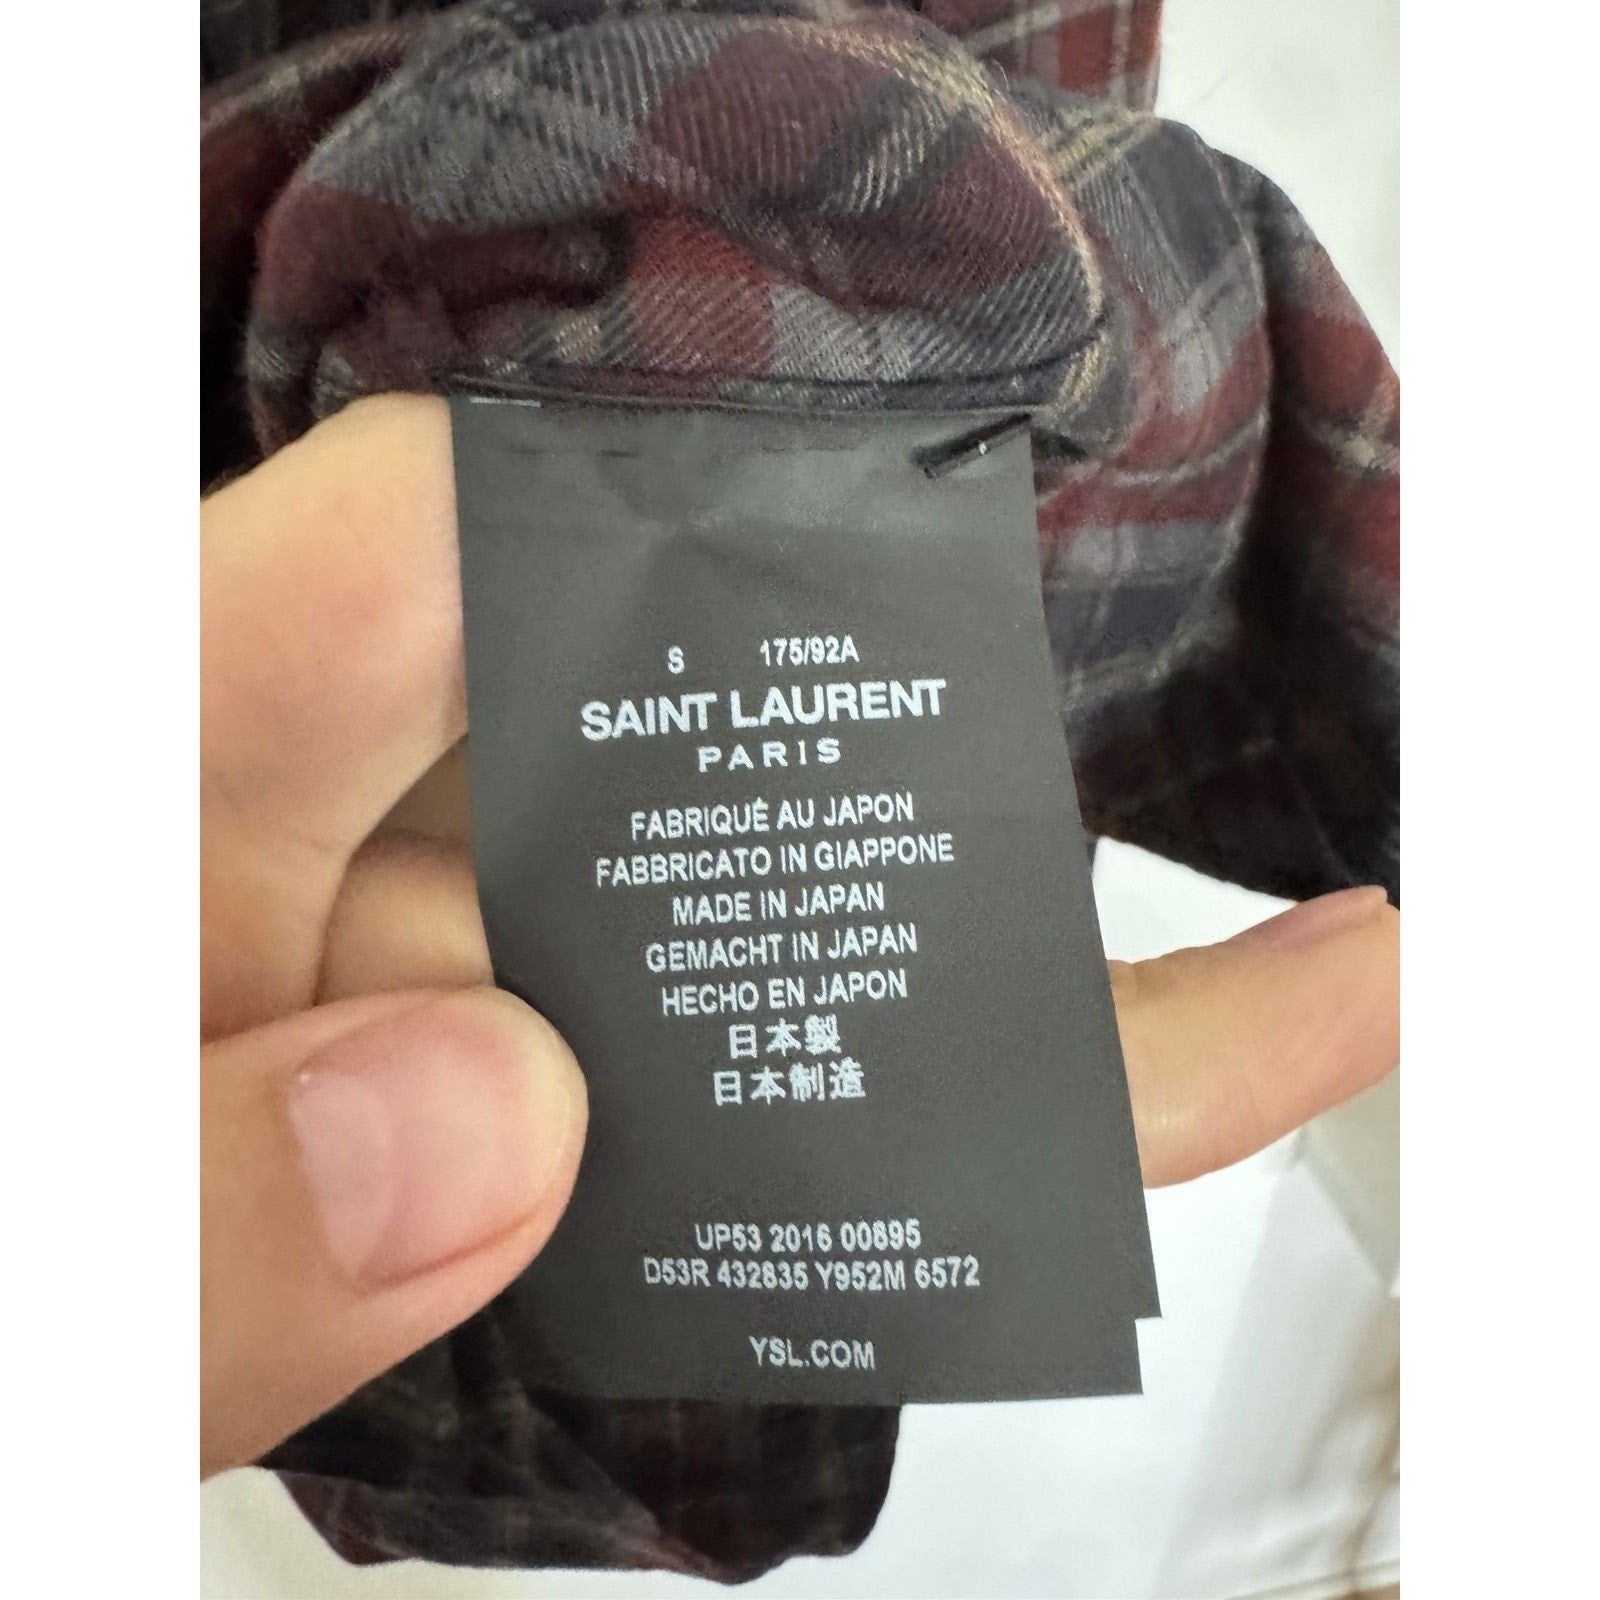 S 175/92A
SAINT LAURENT
PARIS
FABRIQUÉ AU JAPON
FABBRICATO IN GIAPPONE
MADE IN JAPAN
GEMACHT IN JAPAN
HECHO EN JAPON
日本製
日本制造
UP53 2016 00895
D53R 432835 Y952M 6572
YSL.COM